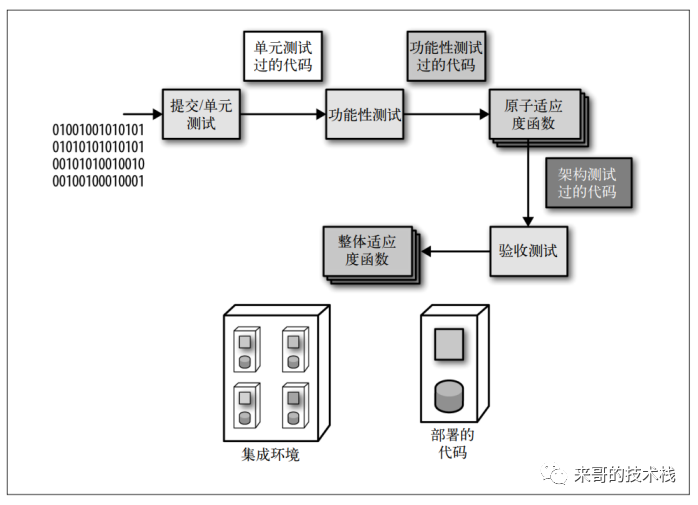 单元测试
过的代码
功能性测试
过的代码
提交/单元
测试
功能性测试
原子适应
度函数
01001001010101
01010101010101
00101010010010
00100100010001
架构测试
过的代码
整体适应
度函数
验收测试
集成环境
部署的
代码
来哥的技术栈